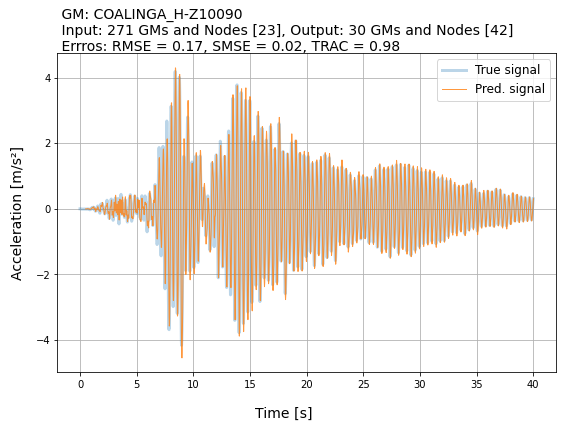 GM: COALINGA_H-Z10090
Input: 271 GMs and Nodes [23], Output: 30 GMs and Nodes [42]
Errros: RMSE = 0.17, SMSE = 0.02, TRAC = 0.98
True signal
Pred. signal
Acceleration [m/s²]
4
2
0
−2
−4
0 5 10 15 20 25 30 35 40
Time [s]